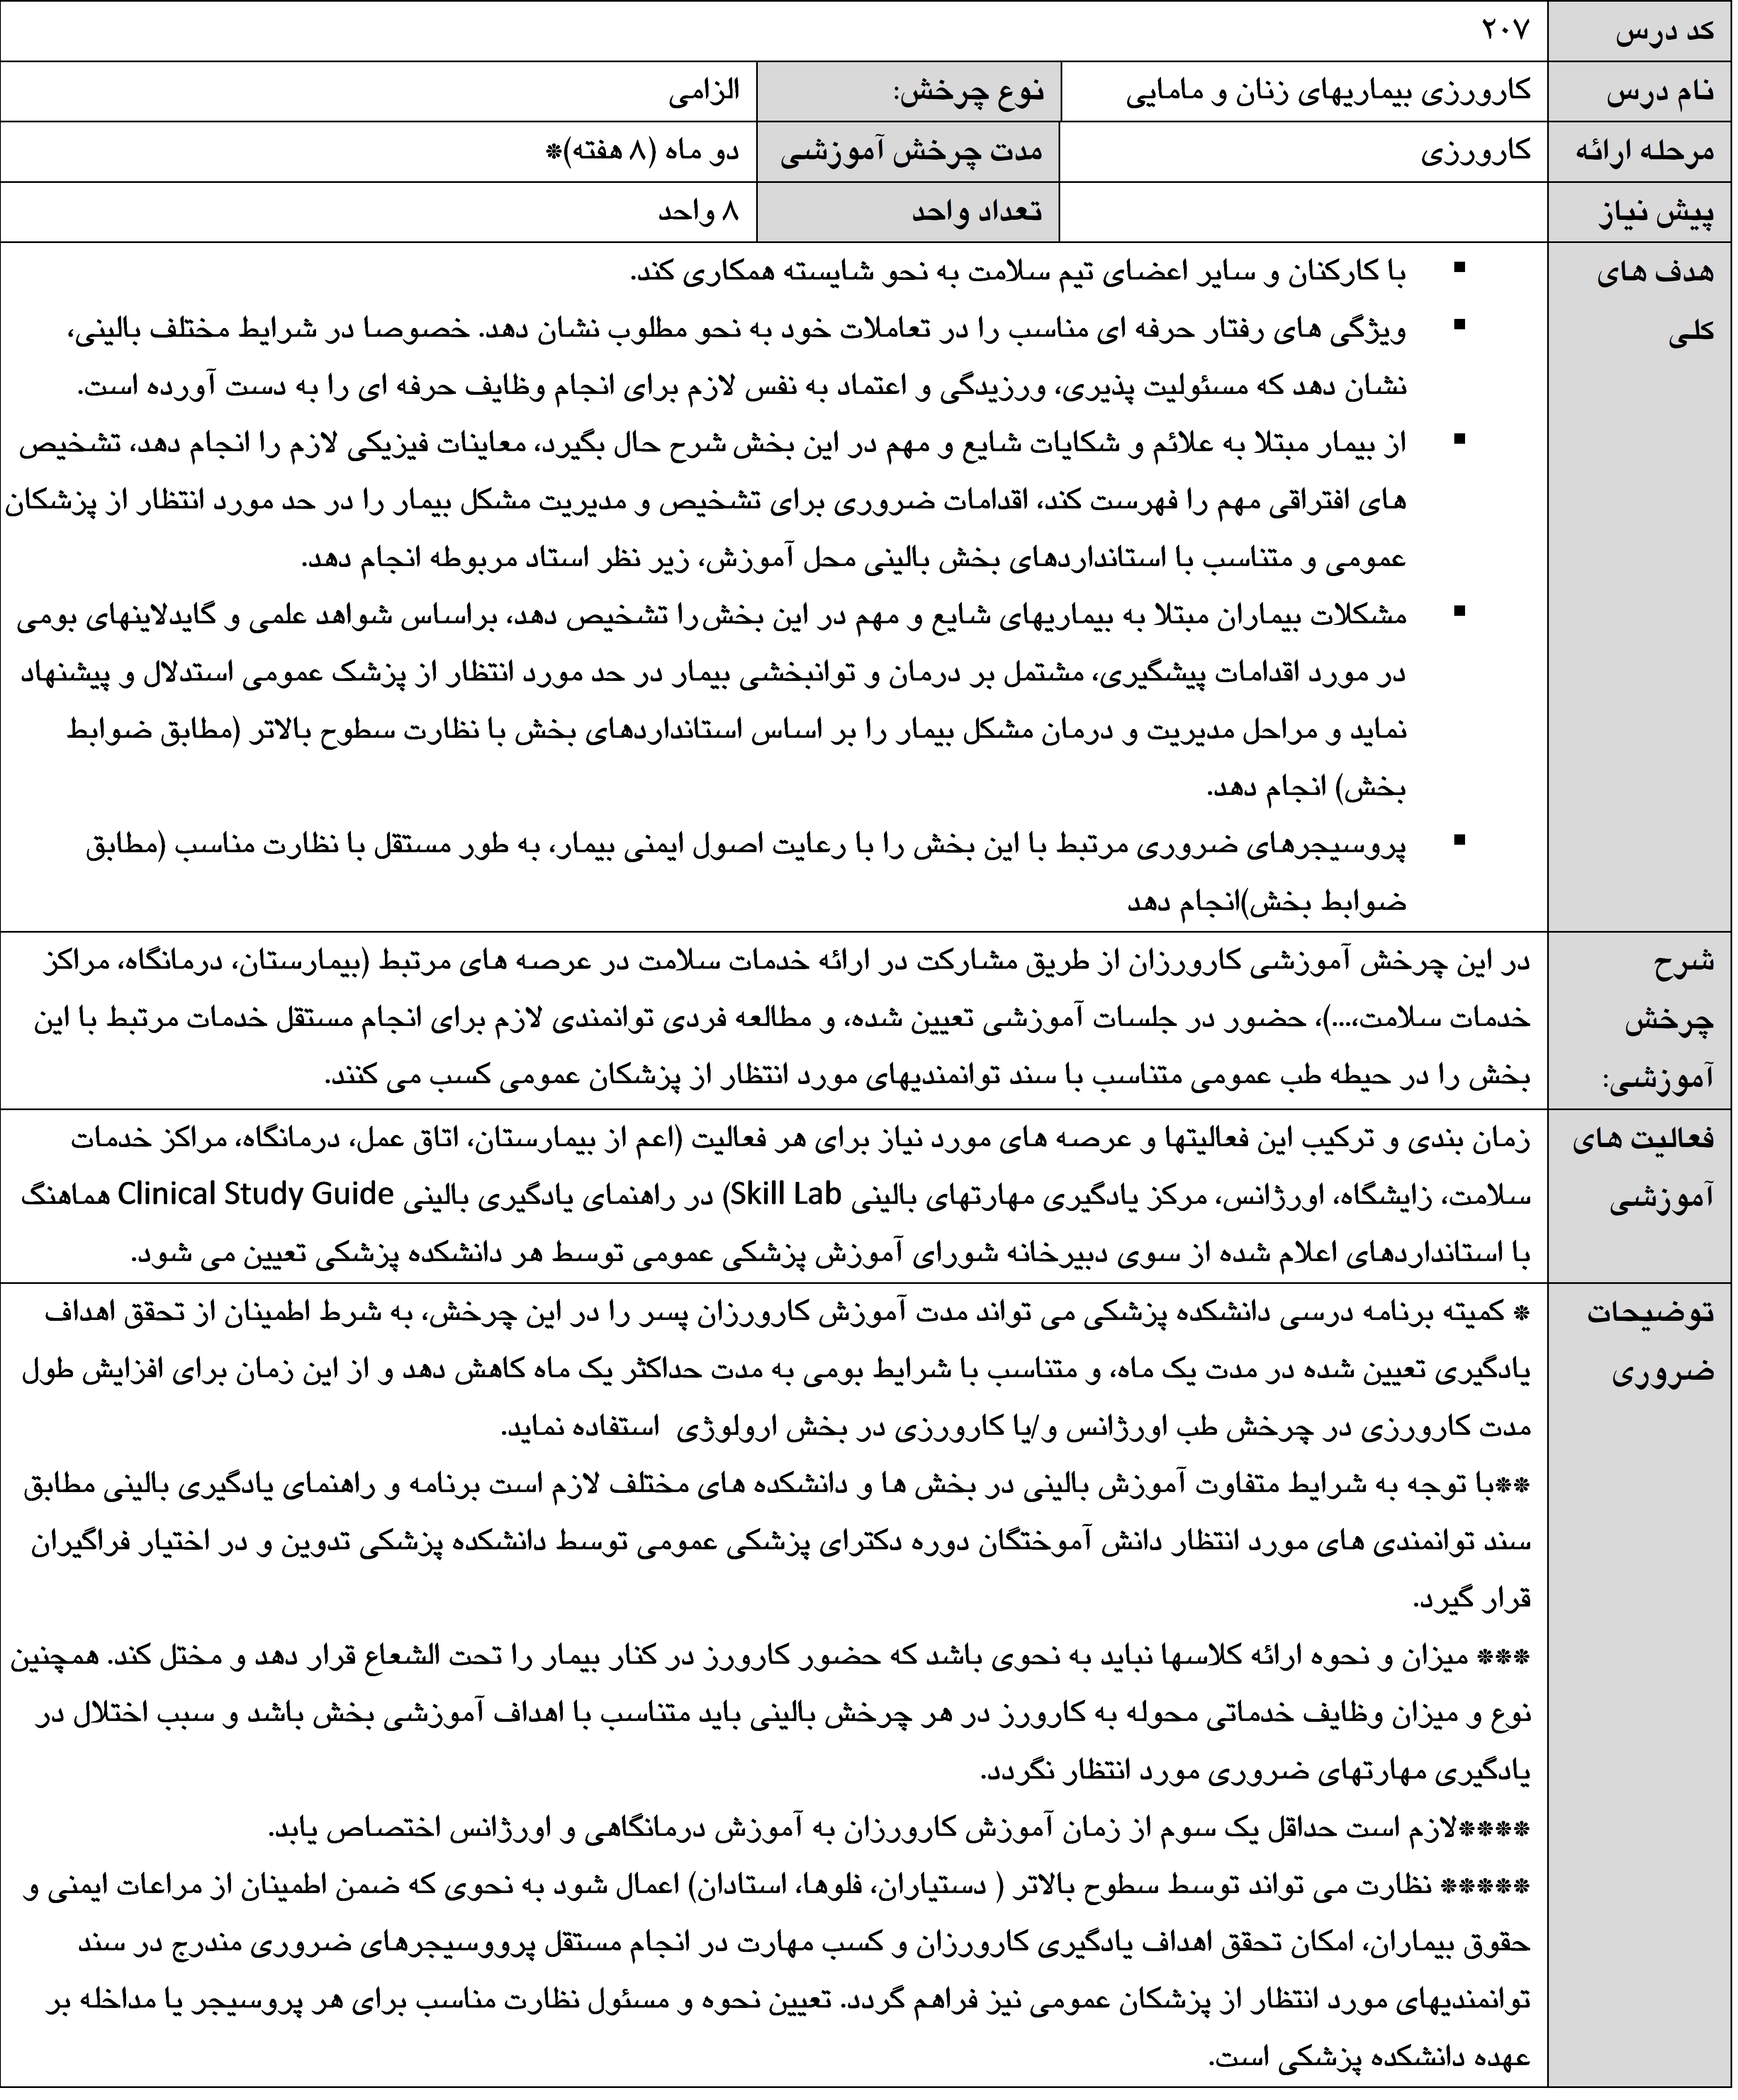 کد درس ۲۰۷
نام درس کارورزی بیماریهای زنان و مامایی نوع چرخش: الزامی
مرحله ارائه کارورزی مدت چرخش آموزشی دو ماه (۸ هفته)*
پیش نیاز تعداد واحد ۸ واحد
هدف های
کلی
▪ با کارکنان و سایر اعضای تیم سلامت به نحو شایسته همکاری کند.
▪ ویژگی های رفتار حرفه ای مناسب را در تعاملات خود به نحو مطلوب نشان دهد. خصوصا در شرایط مختلف بالینی،
نشان دهد که مسئولیت پذیری، ورزیدگی و اعتماد به نفس لازم برای انجام وظایف حرفه ای را به دست آورده است.
▪ از بیمار مبتلا به علائم و شکایات شایع و مهم در این بخش شرح حال بگیرد، معاینات فیزیکی لازم را انجام دهد، تشخیص
های افتراقی مهم را فهرست کند، اقدامات ضروری برای تشخیص و مدیریت مشکل بیمار را در حد مورد انتظار از پزشکان
عمومی و متناسب با استانداردهای بخش بالینی محل آموزش، زیر نظر استاد مربوطه انجام دهد.
▪ مشکلات بیماران مبتلا به بیماریهای شایع و مهم در این بخش را تشخیص دهد، براساس شواهد علمی و گایدلاینهای بومی
در مورد اقدامات پیشگیری، مشتمل بر درمان و توانبخشی بیمار در حد مورد انتظار از پزشک عمومی استدلال و پیشنهاد
نماید و مراحل مدیریت و درمان مشکل بیمار را بر اساس استانداردهای بخش با نظارت سطوح بالاتر (مطابق ضوابط
بخش) انجام دهد.
▪ پروسیجرهای ضروری مرتبط با این بخش را با رعایت اصول ایمنی بیمار، به طور مستقل با نظارت مناسب (مطابق
ضوابط بخش)انجام دهد
شرح
چرخش
آموزشی:
در این چرخش آموزشی کارورزان از طریق مشارکت در ارائه خدمات سلامت در عرصه های مرتبط (بیمارستان، درمانگاه، مراکز
خدمات سلامت،...)، حضور در جلسات آموزشی تعیین شده، و مطالعه فردی توانمندی لازم برای انجام مستقل خدمات مرتبط با این
بخش را در حیطه طب عمومی متناسب با سند توانمندیهای مورد انتظار از پزشکان عمومی کسب می کنند.
فعالیت های
آموزشی
زمان بندی و ترکیب این فعالیتها و عرصه های مورد نیاز برای هر فعالیت (اعم از بیمارستان، اتاق عمل، درمانگاه، مراکز خدمات
سلامت، زایشگاه، اورژانس، مرکز یادگیری مهارتهای بالینی Skill Lab) در راهنمای یادگیری بالینی Clinical Study Guide هماهنگ
با استانداردهای اعلام شده از سوی دبیرخانه شورای آموزش پزشکی عمومی توسط هر دانشکده پزشکی تعیین می شود.
توضیحات
ضروری
* کمیته برنامه درسی دانشکده پزشکی می تواند مدت آموزش کارورزان پسر را در این چرخش، به شرط اطمینان از تحقق اهداف
یادگیری تعیین شده در مدت یک ماه، و متناسب با شرایط بومی به مدت حداکثر یک ماه کاهش دهد و از این زمان برای افزایش طول
مدت کارورزی در چرخش طب اورژانس و/یا کارورزی در بخش ارولوژی استفاده نماید.
**با توجه به شرایط متفاوت آموزش بالینی در بخش ها و دانشکده های مختلف لازم است برنامه و راهنمای یادگیری بالینی مطابق
سند توانمندی های مورد انتظار دانش آموختگان دوره دکترای پزشکی عمومی توسط دانشکده پزشکی تدوین و در اختیار فراگیران
قرار گیرد.
*** میزان و نحوه ارائه کلاسها نباید به نحوی باشد که حضور کارورز در کنار بیمار را تحت الشعاع قرار دهد و مختل کند. همچنین
نوع و میزان وظایف خدماتی محوله به کارورز در هر چرخش بالینی باید متناسب با اهداف آموزشی بخش باشد و سبب اختلال در
یادگیری مهارتهای ضروری مورد انتظار نگردد.
****لازم است حداقل یک سوم از زمان آموزش کارورزان به آموزش درمانگاهی و اورژانس اختصاص یابد.
***** نظارت می تواند توسط سطوح بالاتر ( دستیاران، فلوها، استادان) اعمال شود به نحوی که ضمن اطمینان از مراعات ایمنی و
حقوق بیماران، امکان تحقق اهداف یادگیری کارورزان و کسب مهارت در انجام مستقل پرووسیجرهای ضروری مندرج در سند
توانمندیهای مورد انتظار از پزشکان عمومی نیز فراهم گردد. تعیین نحوه و مسئول نظارت مناسب برای هر پروسیجر یا مداخله بر
عهده دانشکده پزشکی است.